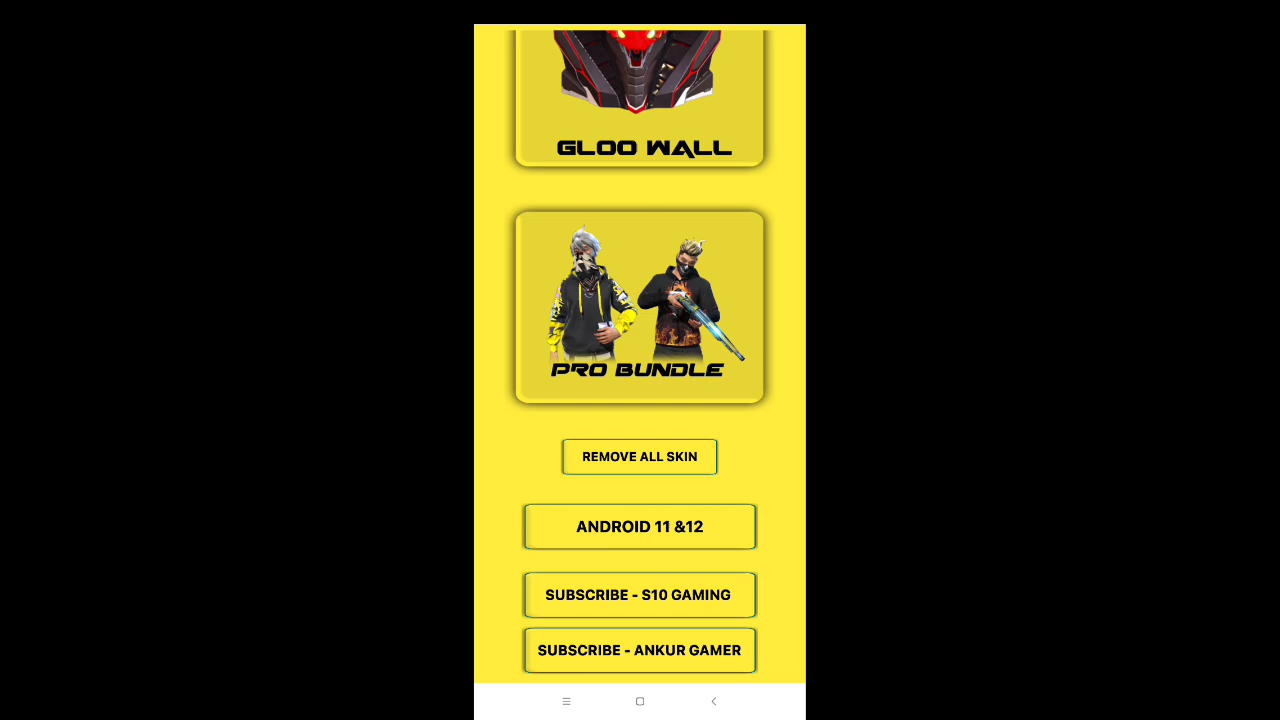 GLOO WALL
PRO BUNDLE
REMOVE ALL SKIN
ANDROID 11 &12
SUBSCRIBE - S10 GAMING
SUBSCRIBE - ANKUR GAMER